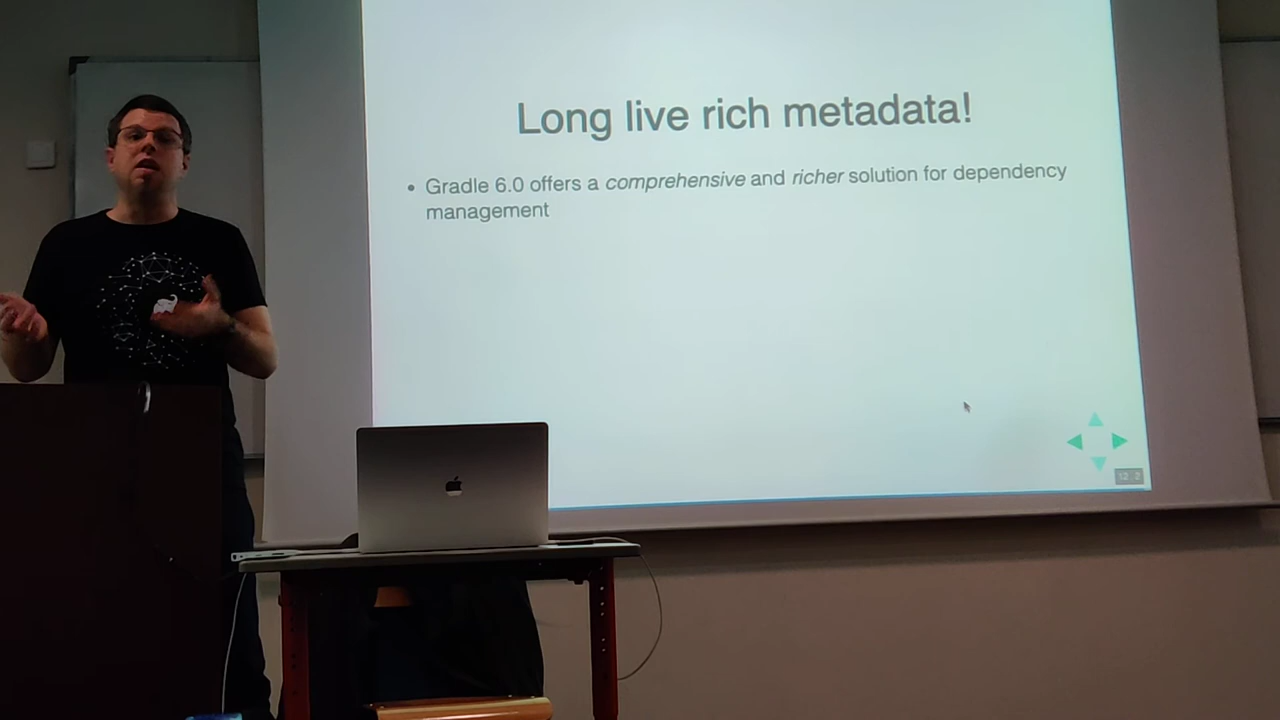 Long live rich metadata!
• Gradle 6.0 offers a comprehensive and richer solution for dependency
management